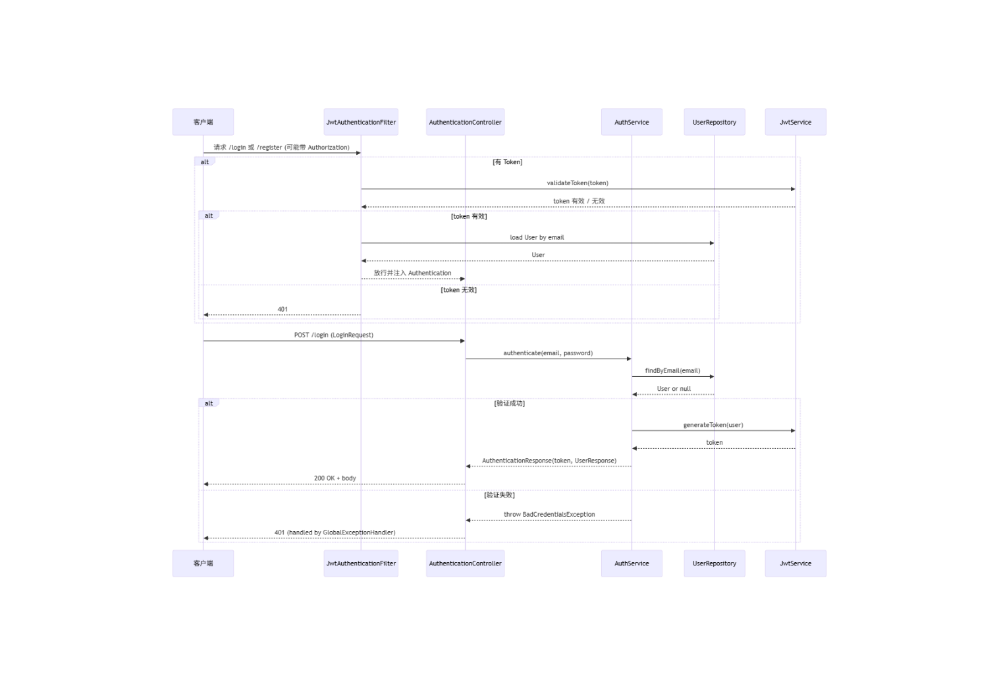 客户端
JwtAuthenticationFilter
AuthenticationController
AuthService
UserRepository
JwtService
请求 /login 或 /register (可能带 Authorization)
alt
[有 Token]
validateToken(token)
token 有效 / 无效
alt
[token 有效]
load User by email
User
放行并注入 Authentication
[token 无效]
401
POST /login (LoginRequest)
authenticate(email, password)
findByEmail(email)
User or null
alt
[验证成功]
generateToken(user)
token
AuthenticationResponse(token, UserResponse)
200 OK + body
[验证失败]
throw BadCredentialsException
401 (handled by GlobalExceptionHandler)
客户端
JwtAuthenticationFilter
AuthenticationController
AuthService
UserRepository
JwtService